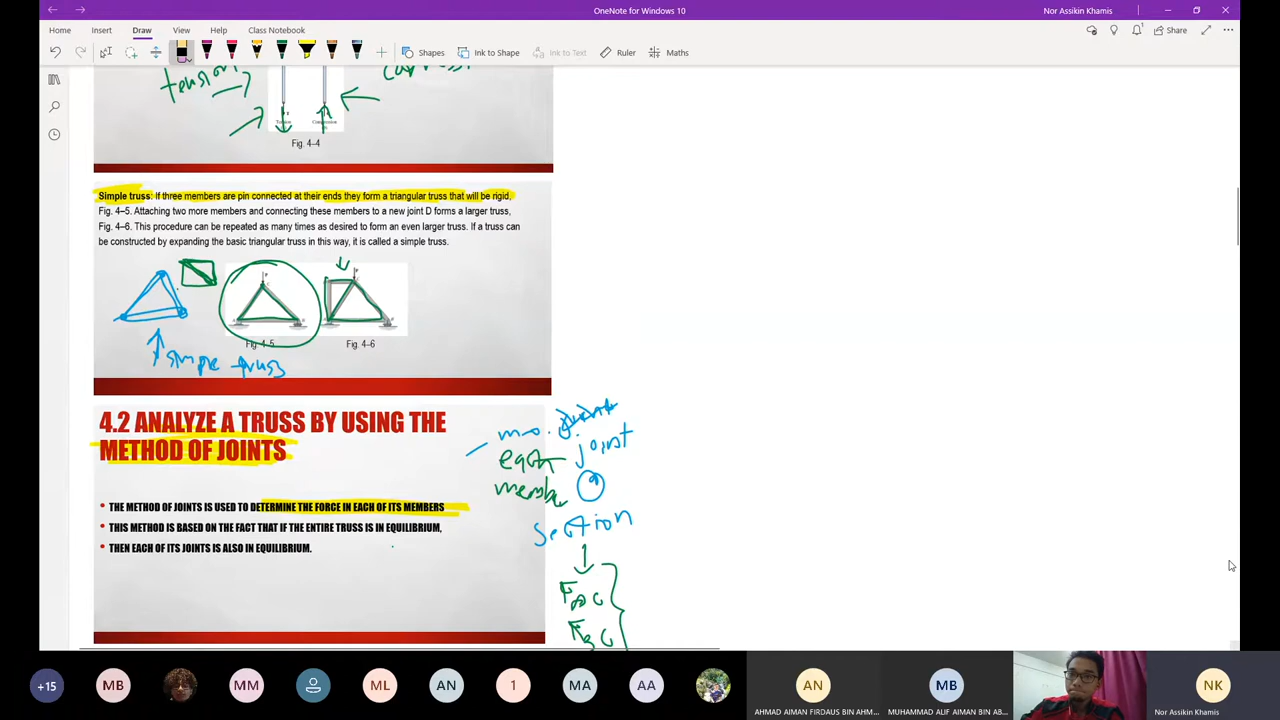 OneNote for Windows 10
Nor Assikin Khamis
Home Insert Draw View Help Class Notebook
Share
Shapes Ink to Shape Ink to Text Ruler Maths
tension
Tension
Fig. 4-4
Simple truss: If three members are pin connected at their ends they form a triangular truss that will be rigid,
Fig. 4–5. Attaching two more members and connecting these members to a new joint D forms a larger truss,
Fig. 4–6. This procedure can be repeated as many times as desired to form an even larger truss. If a truss can
be constructed by expanding the basic triangular truss in this way, it is called a simple truss.
Fig 4-5
Fig. 4-6
simple truss
4.2 ANALYZE A TRUSS BY USING THE
METHOD OF JOINTS
m.o.
joint
each
member
section
• THE METHOD OF JOINTS IS USED TO DETERMINE THE FORCE IN EACH OF ITS MEMBERS
• THIS METHOD IS BASED ON THE FACT THAT IF THE ENTIRE TRUSS IS IN EQUILIBRIUM,
• THEN EACH OF ITS JOINTS IS ALSO IN EQUILIBRIUM.
+15
MB
MM
ML
AN
1
MA
AA
AN
AHMAD AIMAN FIRDAUS BIN AHM...
MB
MUHAMMAD ALIF AIMAN BIN AB...
NK
Nor Assikin Khamis